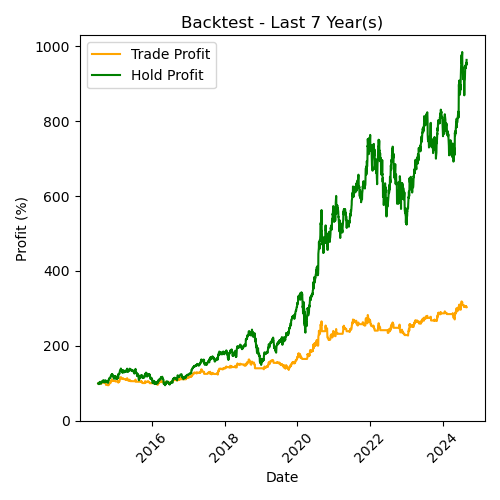 Backtest - Last 7 Year(s)
Trade Profit
Hold Profit
Profit (%)
1000
800
600
400
200
0
2016
2018
2020
2022
2024
Date